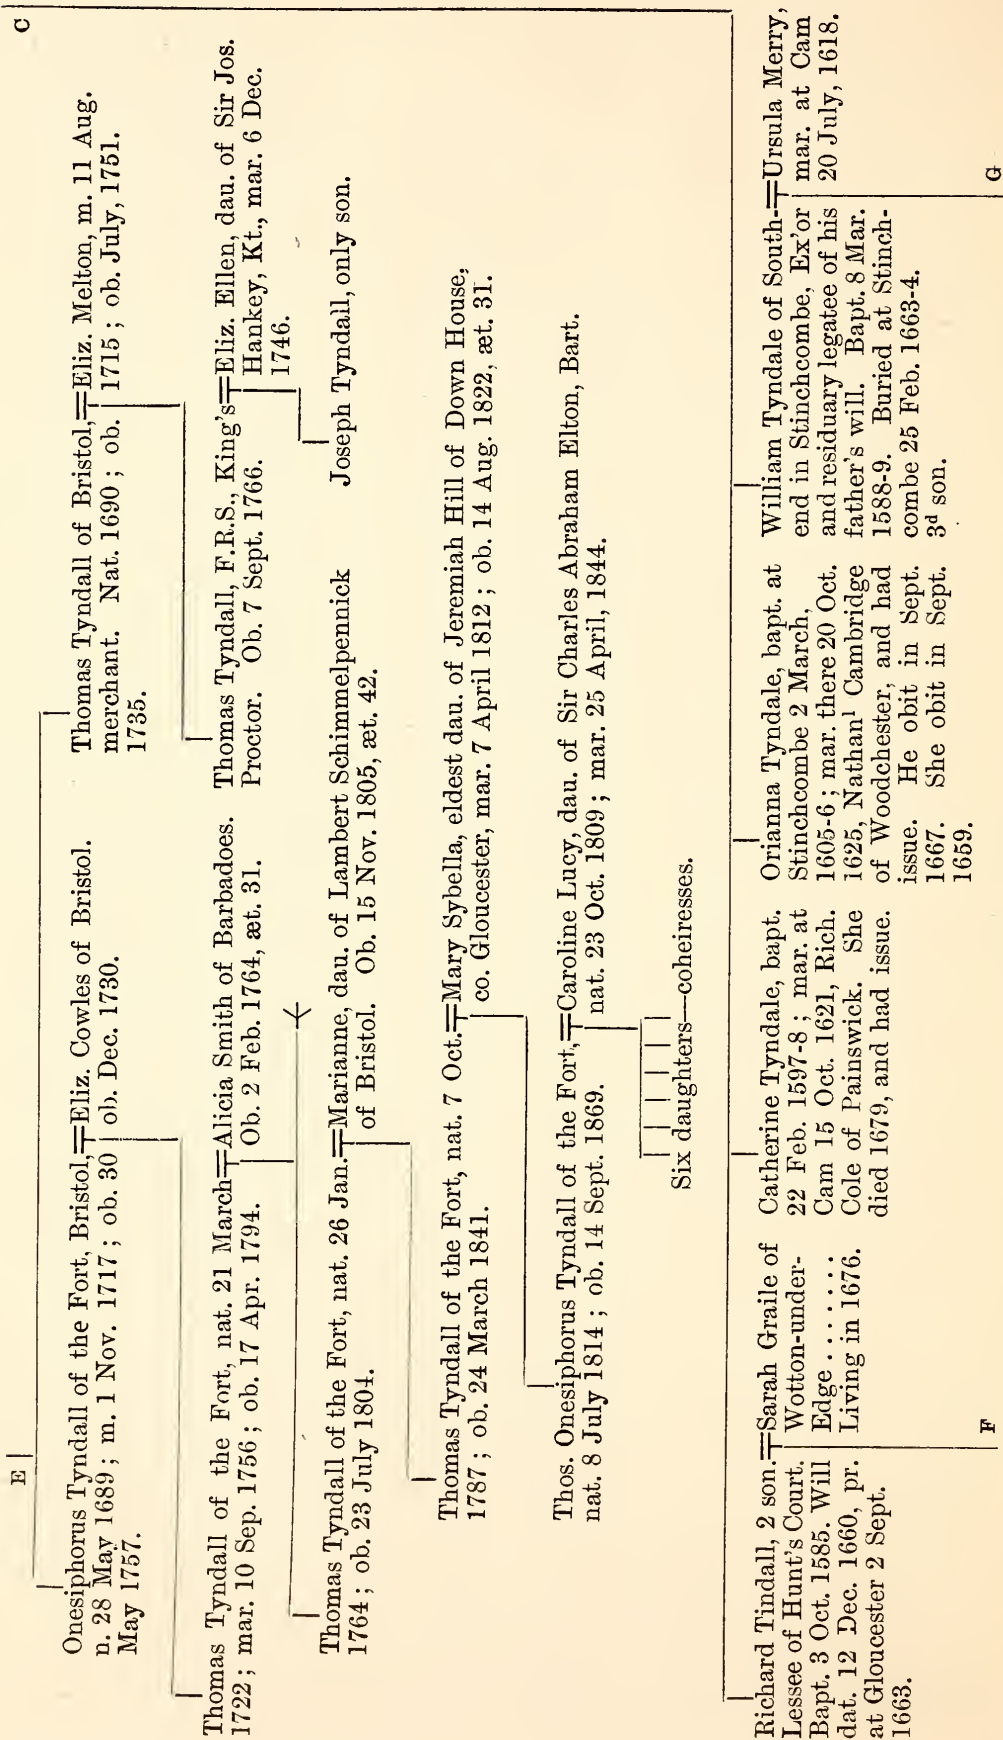 E
C
Onesiphorus Tyndall of the Fort, Bristol,=Eliz. Cowles of Bristol.
n. 28 May 1689; m. 1 Nov. 1717; ob. 30 ob. Dec. 1730.
May 1757.
Thomas Tyndall of Bristol,=Eliz. Melton, m. 11 Aug.
merchant. Nat. 1690; ob. 1715; ob. July, 1751.
1735.
Thomas Tyndall of the Fort, nat. 21 March=Alicia Smith of Barbadoes.
1722; mar. 10 Sep. 1756; ob. 17 Apr. 1794. Ob. 2 Feb. 1764, æt. 31.
Thomas Tyndall, F.R.S., King's=Eliz. Ellen, dau. of Sir Jos.
Proctor. Ob. 7 Sept. 1766. Hankey, Kt., mar. 6 Dec.
1746.
Thomas Tyndall of the Fort, nat. 26 Jan.=Marianne, dau. of Lambert Schimmelpennick
1764; ob. 23 July 1804. of Bristol. Ob. 15 Nov. 1805, æt. 42.
Joseph Tyndall, only son.
Thomas Tyndall of the Fort, nat. 7 Oct.=Mary Sybella, eldest dau. of Jeremiah Hill of Down House,
1787; ob. 24 March 1841. co. Gloucester, mar. 7 April 1812; ob. 14 Aug. 1822, æt. 31.
Thos. Onesiphorus Tyndall of the Fort,=Caroline Lucy, dau. of Sir Charles Abraham Elton, Bart.
nat. 8 July 1814; ob. 14 Sept. 1869. nat. 23 Oct. 1809; mar. 25 April, 1844.
Six daughters—coheiresses.
Richard Tindall, 2 son.=Sarah Graile of
Lessee of Hunt's Court. Wotton-under-
Bapt. 3 Oct. 1585. Will Edge ........
dat. 12 Dec. 1660, pr. Living in 1676.
at Gloucester 2 Sept.
1663.
F
Catherine Tyndale, bapt.
22 Feb. 1597-8; mar. at
Cam 15 Oct. 1621, Rich.
Cole of Painswick. She
died 1679, and had issue.
Orianna Tyndale, bapt. at
Stinchcombe 2 March,
1605-6; mar. there 20 Oct.
1625, Nathanˡ Cambridge
of Woodchester, and had
issue. He obit in Sept.
1667. She obit in Sept.
1659.
William Tyndale of South-=Ursula Merry,
end in Stinchcombe, Ex'or mar. at Cam
and residuary legatee of his 20 July, 1618.
father's will. Bapt. 8 Mar.
1588-9. Buried at Stinch-
combe 25 Feb. 1663-4.
3ᵈ son.
G